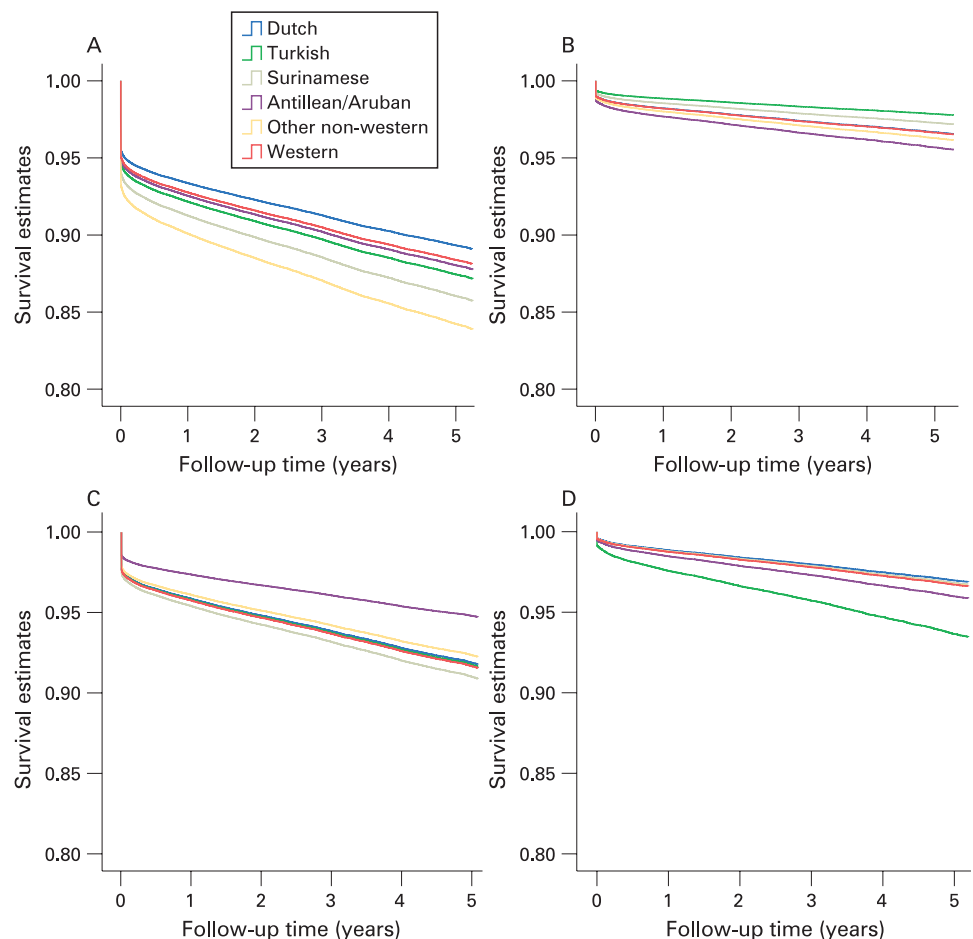 A
Dutch
Turkish
Surinamese
Antillean/Aruban
Other non-western
Western
1.00
0.95
0.90
0.85
0.80
Survival estimates
0 1 2 3 4 5
Follow-up time (years)
B
1.00
0.95
0.90
0.85
0.80
Survival estimates
0 1 2 3 4 5
Follow-up time (years)
C
1.00
0.95
0.90
0.85
0.80
Survival estimates
0 1 2 3 4 5
Follow-up time (years)
D
1.00
0.95
0.90
0.85
0.80
Survival estimates
0 1 2 3 4 5
Follow-up time (years)